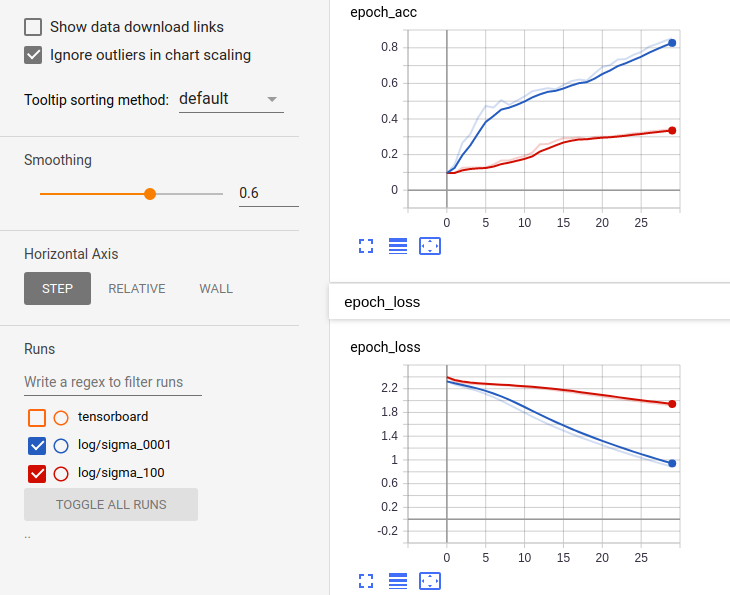 Show data download links
Ignore outliers in chart scaling
Tooltip sorting method: default
Smoothing
0.6
Horizontal Axis
STEP RELATIVE WALL
Runs
Write a regex to filter runs
tensorboard
log/sigma_0001
log/sigma_100
TOGGLE ALL RUNS
..
epoch_acc
0.8
0.6
0.4
0.2
0
0 5 10 15 20 25
epoch_loss
epoch_loss
2.2
1.8
1.4
1
0.6
0.2
-0.2
0 5 10 15 20 25